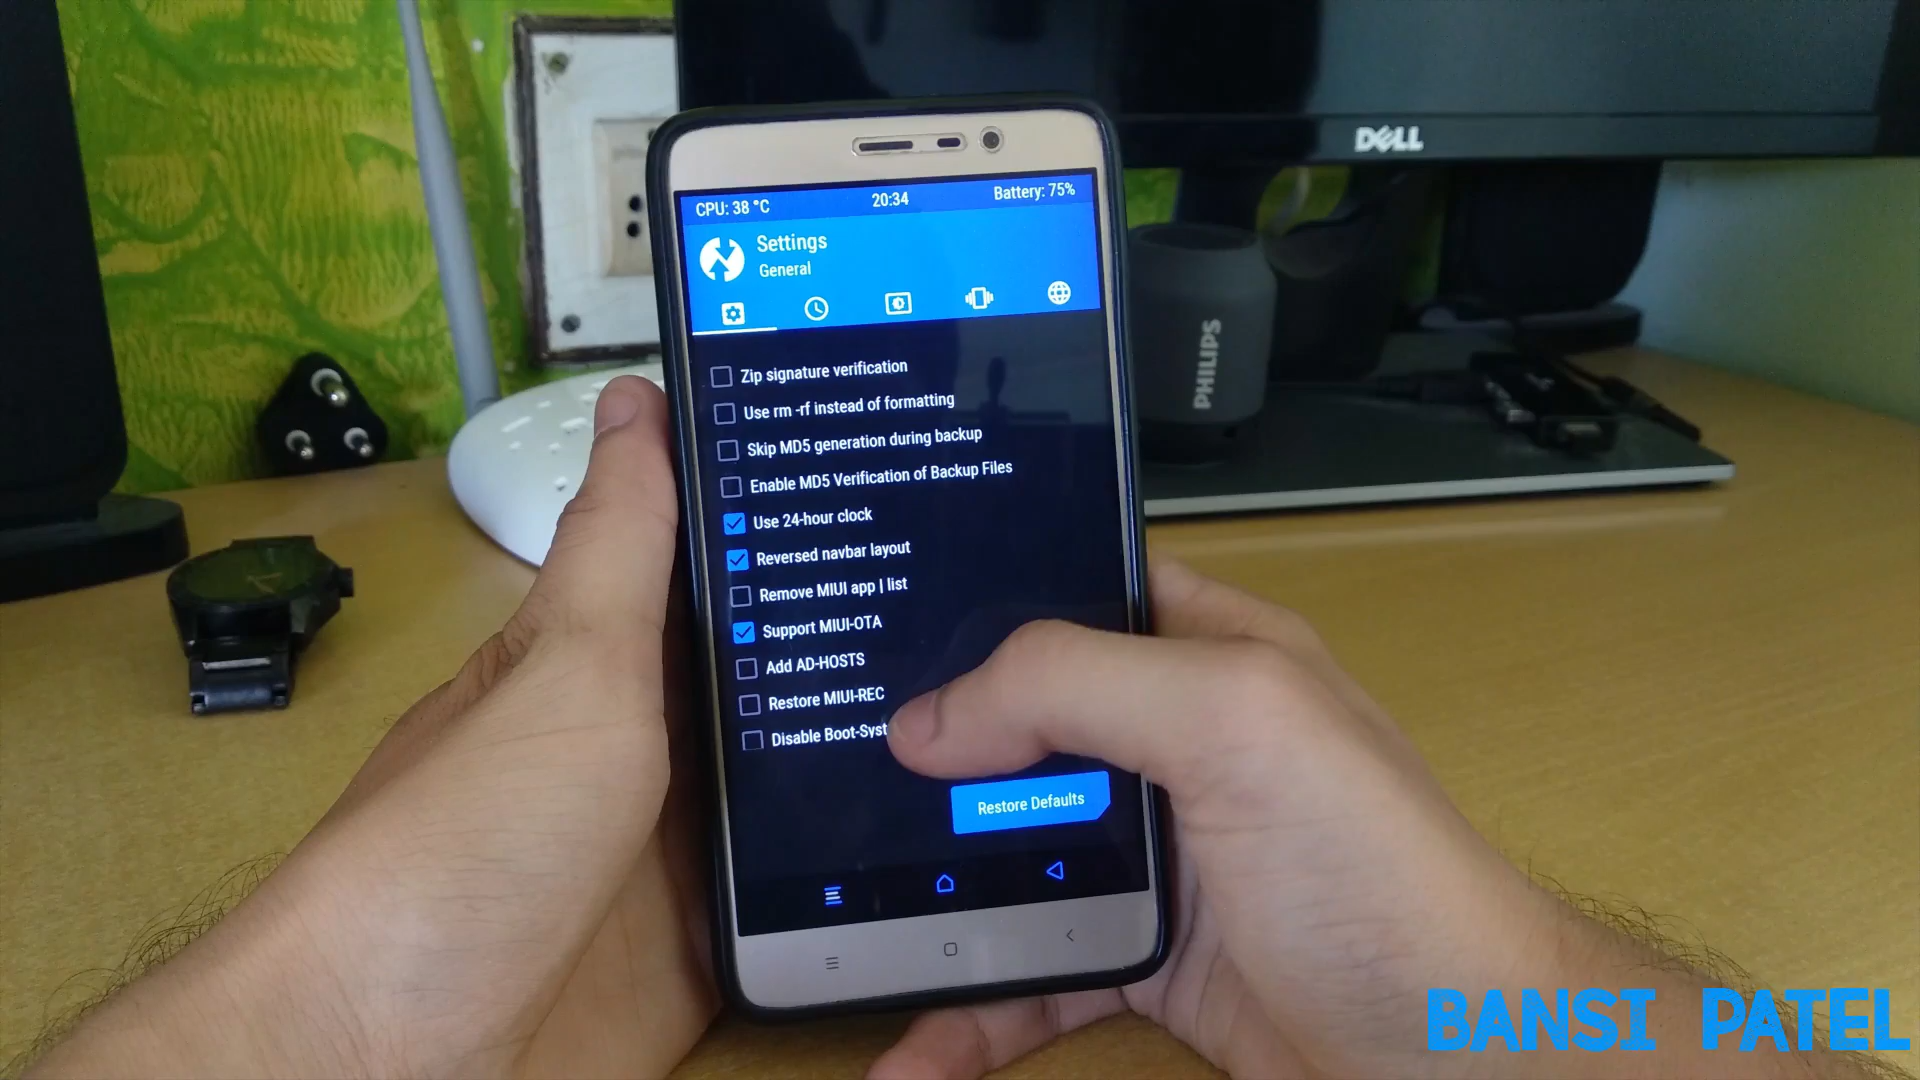 DELL
CPU: 38 °C 20:34 Battery: 75%
Settings
General
PHILIPS
Zip signature verification
Use rm -rf instead of formatting
Skip MD5 generation during backup
Enable MD5 Verification of Backup Files
Use 24-hour clock
Reversed navbar layout
Remove MIUI app | list
Support MIUI-OTA
Add AD-HOSTS
Restore MIUI-REC
Disable Boot-Syst
Restore Defaults
BANSI PATEL